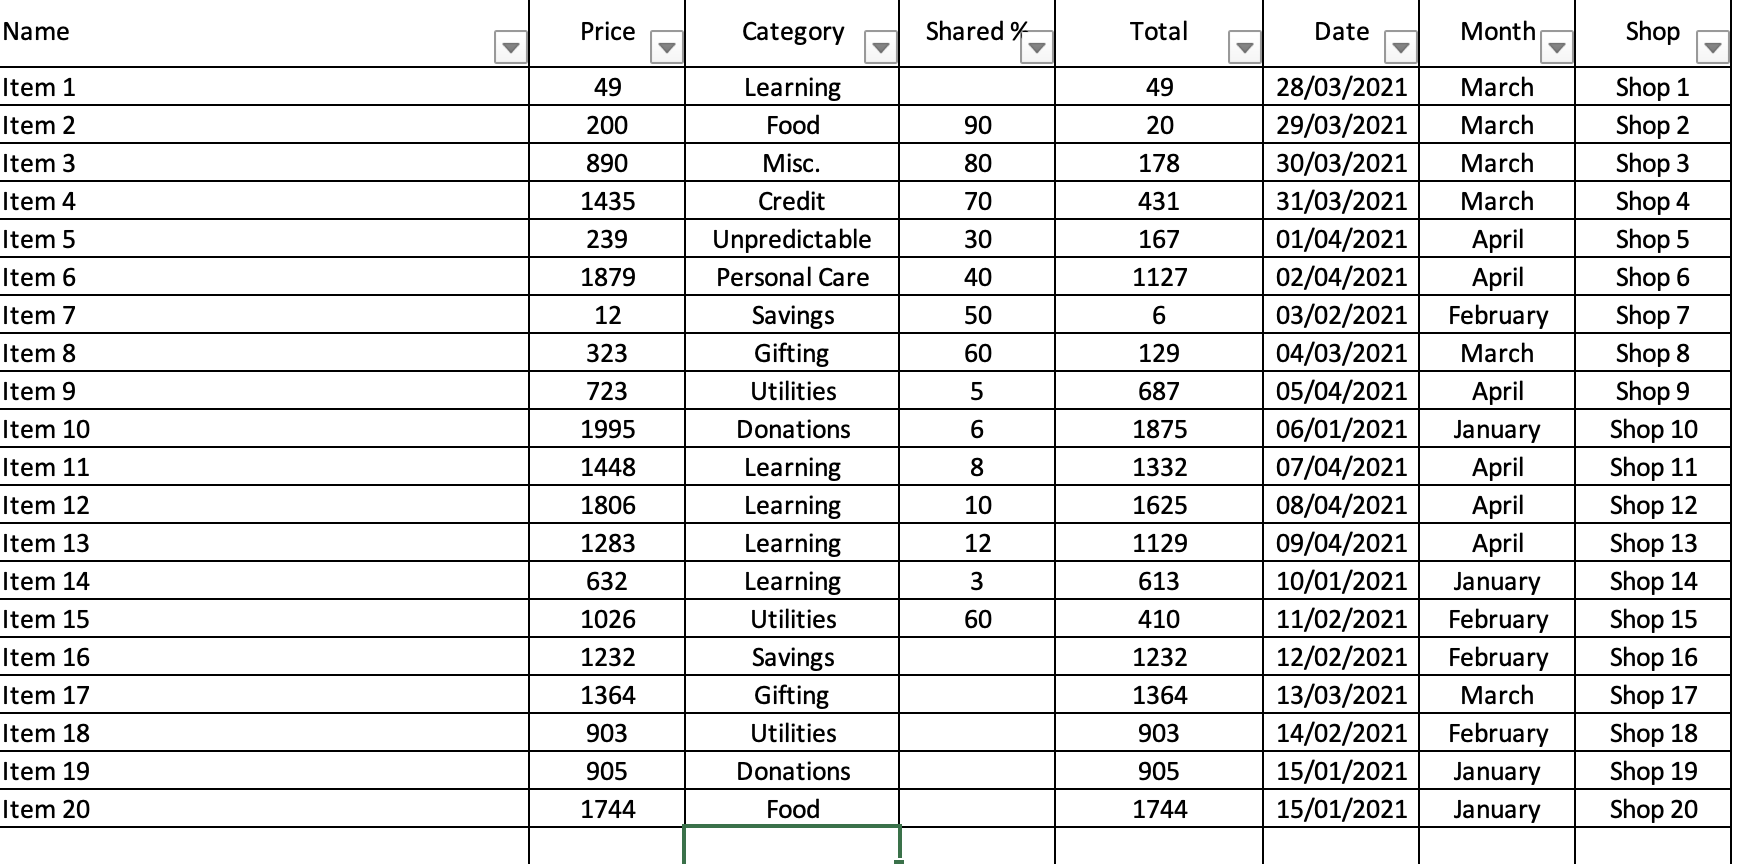 Name Price Category Shared % Total Date Month Shop
Item 1 49 Learning 49 28/03/2021 March Shop 1
Item 2 200 Food 90 20 29/03/2021 March Shop 2
Item 3 890 Misc. 80 178 30/03/2021 March Shop 3
Item 4 1435 Credit 70 431 31/03/2021 March Shop 4
Item 5 239 Unpredictable 30 167 01/04/2021 April Shop 5
Item 6 1879 Personal Care 40 1127 02/04/2021 April Shop 6
Item 7 12 Savings 50 6 03/02/2021 February Shop 7
Item 8 323 Gifting 60 129 04/03/2021 March Shop 8
Item 9 723 Utilities 5 687 05/04/2021 April Shop 9
Item 10 1995 Donations 6 1875 06/01/2021 January Shop 10
Item 11 1448 Learning 8 1332 07/04/2021 April Shop 11
Item 12 1806 Learning 10 1625 08/04/2021 April Shop 12
Item 13 1283 Learning 12 1129 09/04/2021 April Shop 13
Item 14 632 Learning 3 613 10/01/2021 January Shop 14
Item 15 1026 Utilities 60 410 11/02/2021 February Shop 15
Item 16 1232 Savings 1232 12/02/2021 February Shop 16
Item 17 1364 Gifting 1364 13/03/2021 March Shop 17
Item 18 903 Utilities 903 14/02/2021 February Shop 18
Item 19 905 Donations 905 15/01/2021 January Shop 19
Item 20 1744 Food 1744 15/01/2021 January Shop 20